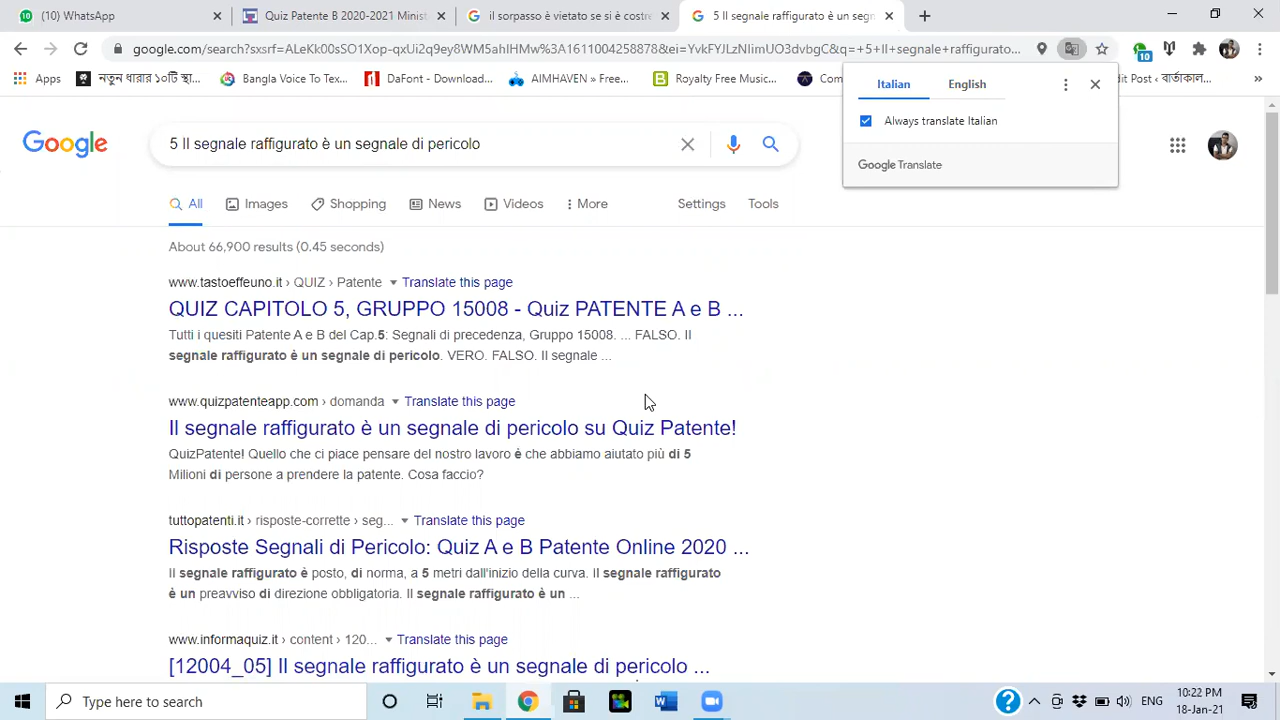 (10) WhatsApp
Quiz Patente B 2020-2021 Minist
il sorpasso è vietato se si è costre
5 Il segnale raffigurato è un segn
google.com/search?sxsrf=ALeKk00sSO1Xop-qxUi2q9ey8WM5ahIHMw%3A1611004258878&ei=YvkFYJLzNIimUO3dvbgC&q=+5+Il+segnale+raffigurato...
Apps
নতুন ধারার ১০টি স্থা...
Bangla Voice To Tex...
DaFont - Download...
AIMHAVEN » Free...
Royalty Free Music...
Com
dit Post ‹ বার্তাকাল...
Italian
English
Always translate Italian
Google Translate
Google
5 Il segnale raffigurato è un segnale di pericolo
All
Images
Shopping
News
Videos
More
Settings
Tools
About 66,900 results (0.45 seconds)
www.tastoeffeuno.it › QUIZ › Patente Translate this page
QUIZ CAPITOLO 5, GRUPPO 15008 - Quiz PATENTE A e B ...
Tutti i quesiti Patente A e B del Cap.5: Segnali di precedenza, Gruppo 15008. ... FALSO. Il
segnale raffigurato è un segnale di pericolo. VERO. FALSO. Il segnale ...
www.quizpatenteapp.com › domanda Translate this page
Il segnale raffigurato è un segnale di pericolo su Quiz Patente!
QuizPatente! Quello che ci piace pensare del nostro lavoro è che abbiamo aiutato più di 5
Milioni di persone a prendere la patente. Cosa faccio?
tuttopatenti.it › risposte-corrette › seg... Translate this page
Risposte Segnali di Pericolo: Quiz A e B Patente Online 2020 ...
Il segnale raffigurato è posto, di norma, a 5 metri dall'inizio della curva. Il segnale raffigurato
è un preavviso di direzione obbligatoria. Il segnale raffigurato è un ...
www.informaquiz.it › content › 120... Translate this page
[12004_05] Il segnale raffigurato è un segnale di pericolo ...
Type here to search
ENG
10:22 PM
18-Jan-21